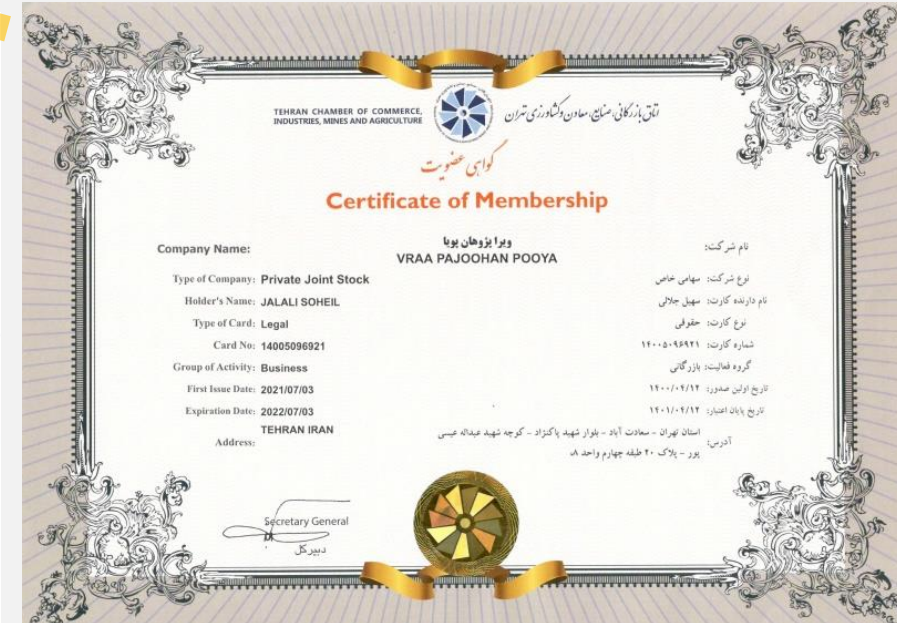 TEHRAN CHAMBER OF COMMERCE,
INDUSTRIES, MINES AND AGRICULTURE
اتاق بازرگانی، صنایع، معادن و کشاورزی تهران
گواهی عضویت
Certificate of Membership
ویرا پژوهان پویا
Company Name: VRAA PAJOOHAN POOYA نام شرکت:
Type of Company: Private Joint Stock نوع شرکت: سهامی خاص
Holder's Name: JALALI SOHEIL نام دارنده کارت: سهیل جلالی
Type of Card: Legal نوع کارت: حقوقی
Card No: 14005096921 شماره کارت: ۱۴۰۰۵۰۹۶۹۲۱
Group of Activity: Business گروه فعالیت: بازرگانی
First Issue Date: 2021/07/03 تاریخ اولین صدور: ۱۴۰۰/۰۴/۱۲
Expiration Date: 2022/07/03 تاریخ پایان اعتبار: ۱۴۰۱/۰۴/۱۲
Address: TEHRAN IRAN آدرس: استان تهران - سعادت آباد - بلوار شهید پاکنژاد - کوچه شهید عبداله عیسی
پور - پلاک ۲۰ طبقه چهارم واحد ۸،
Secretary General
دبیر کل